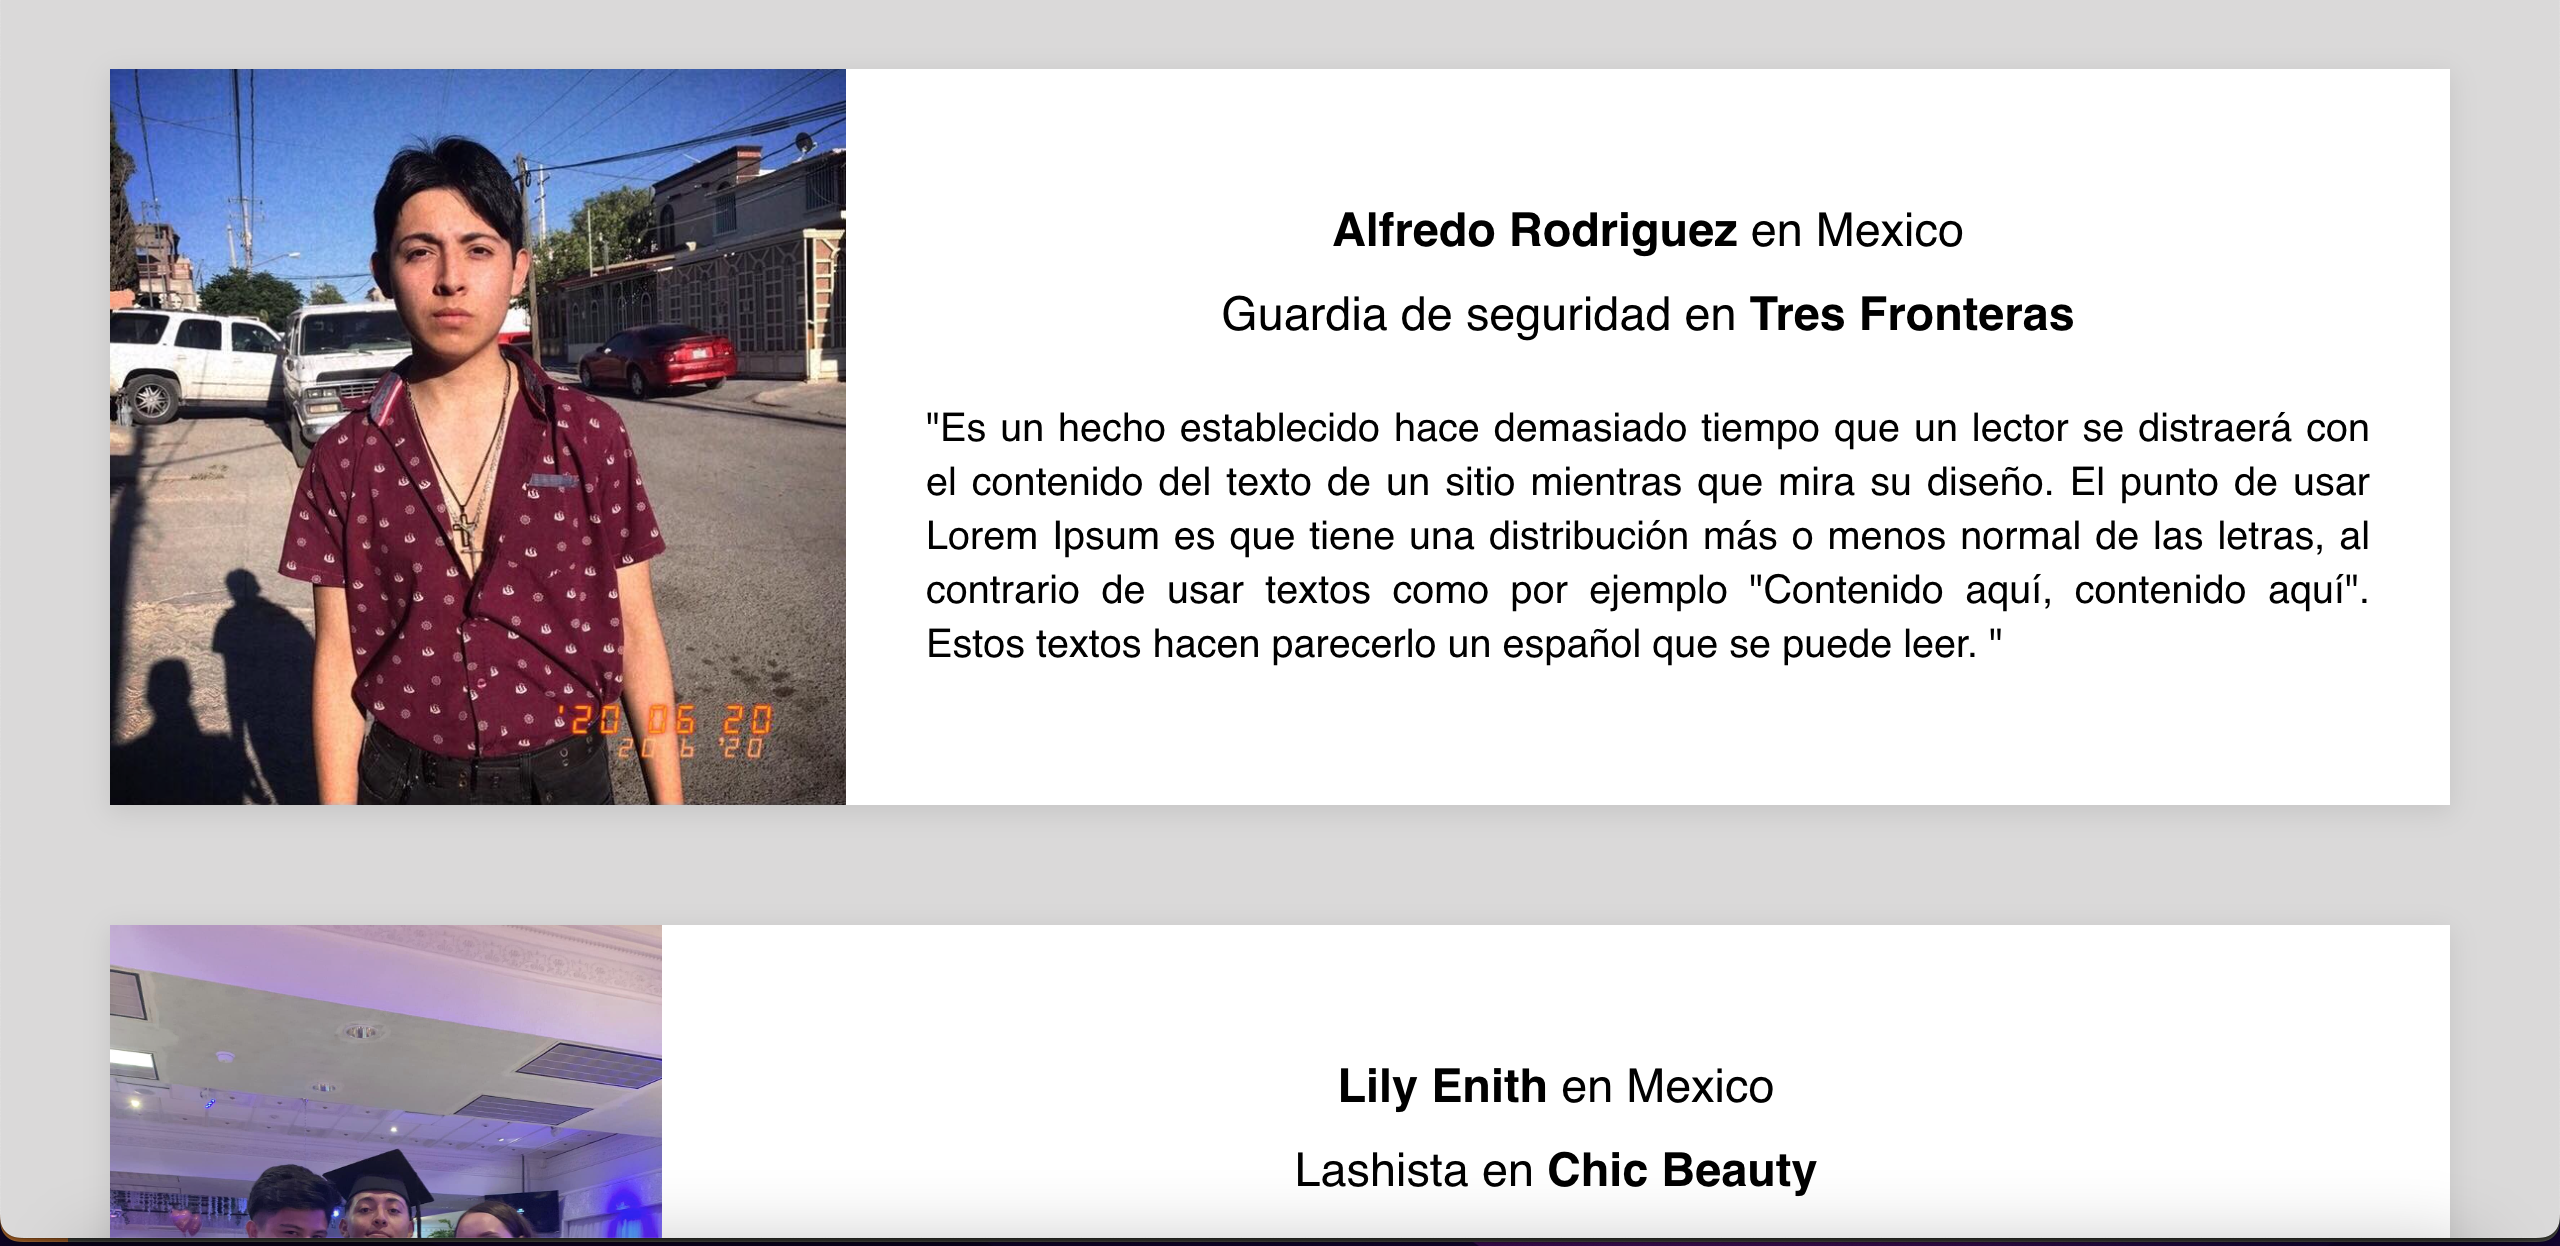 Alfredo Rodriguez en Mexico
Guardia de seguridad en Tres Fronteras
"Es un hecho establecido hace demasiado tiempo que un lector se distraerá con
el contenido del texto de un sitio mientras que mira su diseño. El punto de usar
Lorem Ipsum es que tiene una distribución más o menos normal de las letras, al
contrario de usar textos como por ejemplo "Contenido aquí, contenido aquí".
Estos textos hacen parecerlo un español que se puede leer. "
'20 06 20
20 6 '20
Lily Enith en Mexico
Lashista en Chic Beauty